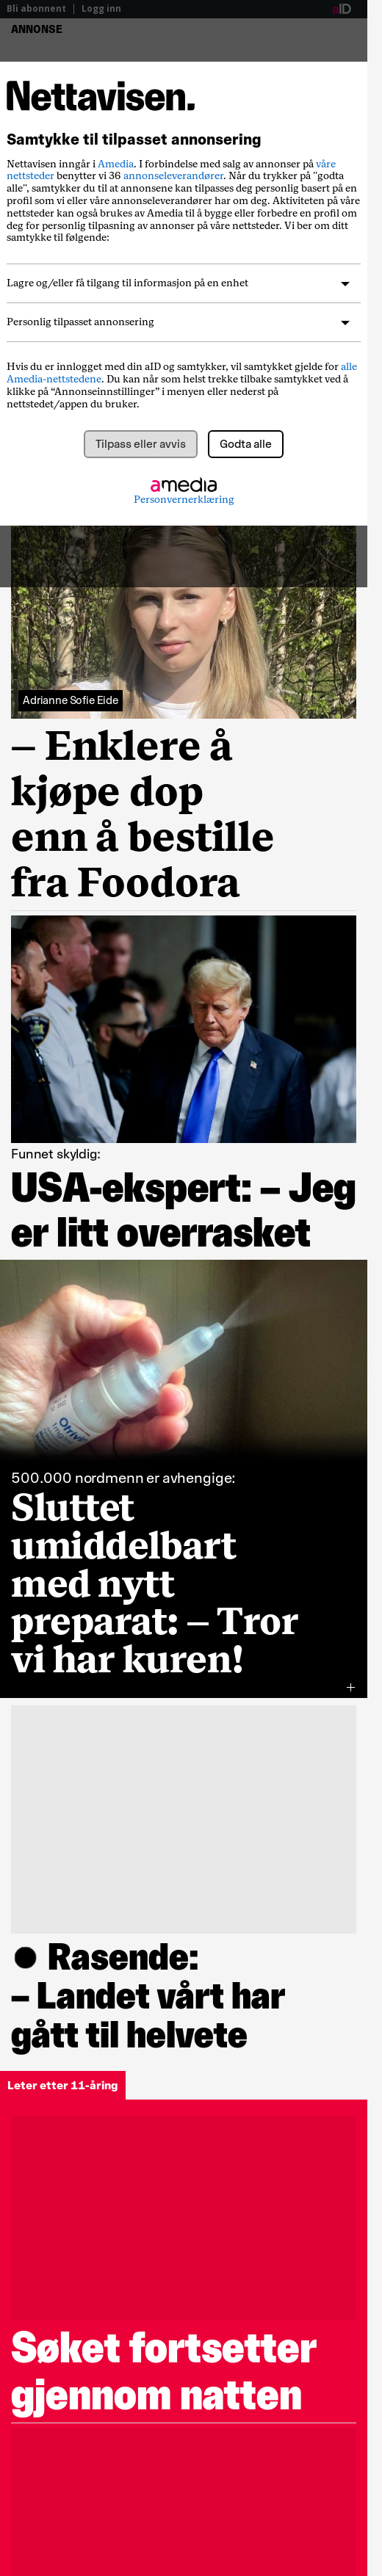 Bli abonnent | Logg inn
aID
ANNONSE
Nettavisen.
Samtykke til tilpasset annonsering
Nettavisen inngår i Amedia. I forbindelse med salg av annonser på våre
nettsteder benytter vi 36 annonseleverandører. Når du trykker på "godta
alle", samtykker du til at annonsene kan tilpasses deg personlig basert på en
profil som vi eller våre annonseleverandører har om deg. Aktiviteten på våre
nettsteder kan også brukes av Amedia til å bygge eller forbedre en profil om
deg for personlig tilpasning av annonser på våre nettsteder. Vi ber om ditt
samtykke til følgende:
Lagre og/eller få tilgang til informasjon på en enhet
Personlig tilpasset annonsering
Hvis du er innlogget med din aID og samtykker, vil samtykket gjelde for alle
Amedia-nettstedene. Du kan når som helst trekke tilbake samtykket ved å
klikke på “Annonseinnstillinger” i menyen eller nederst på
nettstedet/appen du bruker.
Tilpass eller avvis
Godta alle
amedia
Personvernerklæring
Adrianne Sofie Eide
– Enklere å
kjøpe dop
enn å bestille
fra Foodora
Funnet skyldig:
USA-ekspert: – Jeg
er litt overrasket
Otrivin
500.000 nordmenn er avhengige:
Sluttet
umiddelbart
med nytt
preparat: – Tror
vi har kuren!
+
● Rasende:
– Landet vårt har
gått til helvete
Leter etter 11-åring
Søket fortsetter
gjennom natten